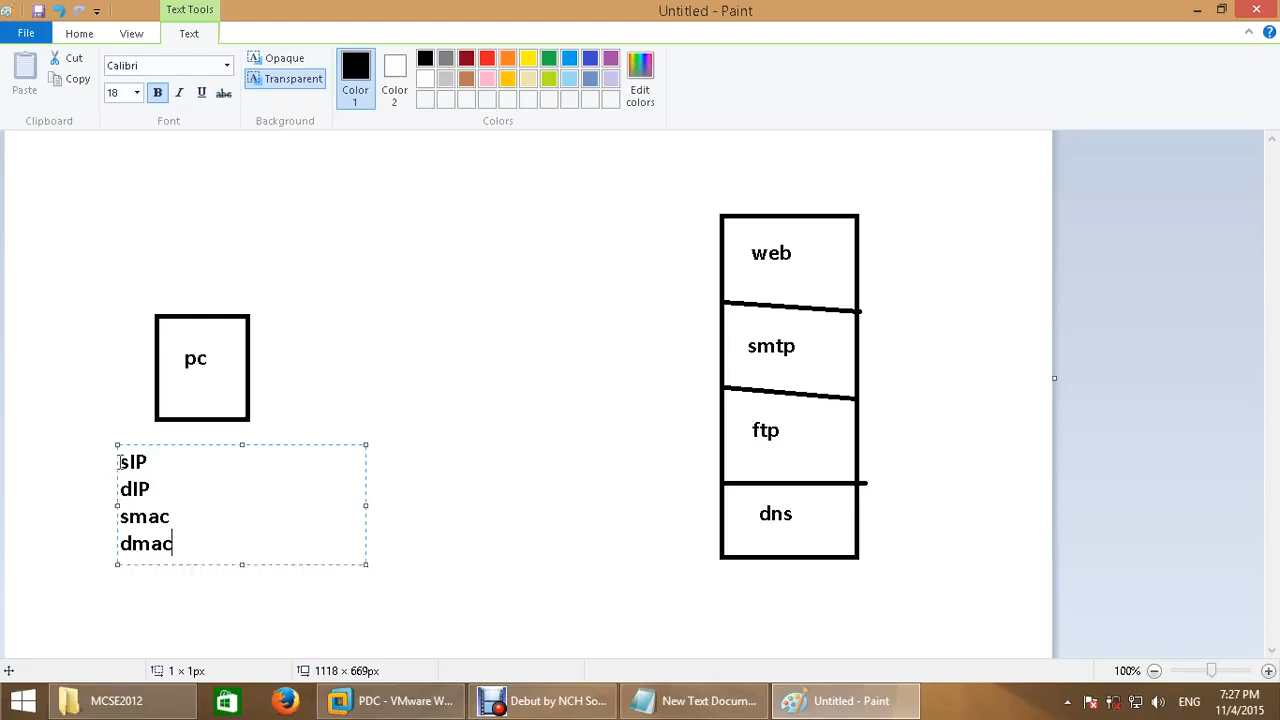 Text Tools
Untitled - Paint
File
Home
View
Text
Paste
Cut
Copy
Clipboard
Calibri
18
B
I
U
abc
Font
Opaque
Transparent
Background
Color 1
Color 2
Edit colors
Colors
web
smtp
pc
ftp
sIP
dIP
smac
dmac
dns
1 × 1px
1118 × 669px
100%
MCSE2012
PDC - VMware W...
Debut by NCH So...
New Text Docum...
Untitled - Paint
ENG
7:27 PM
11/4/2015